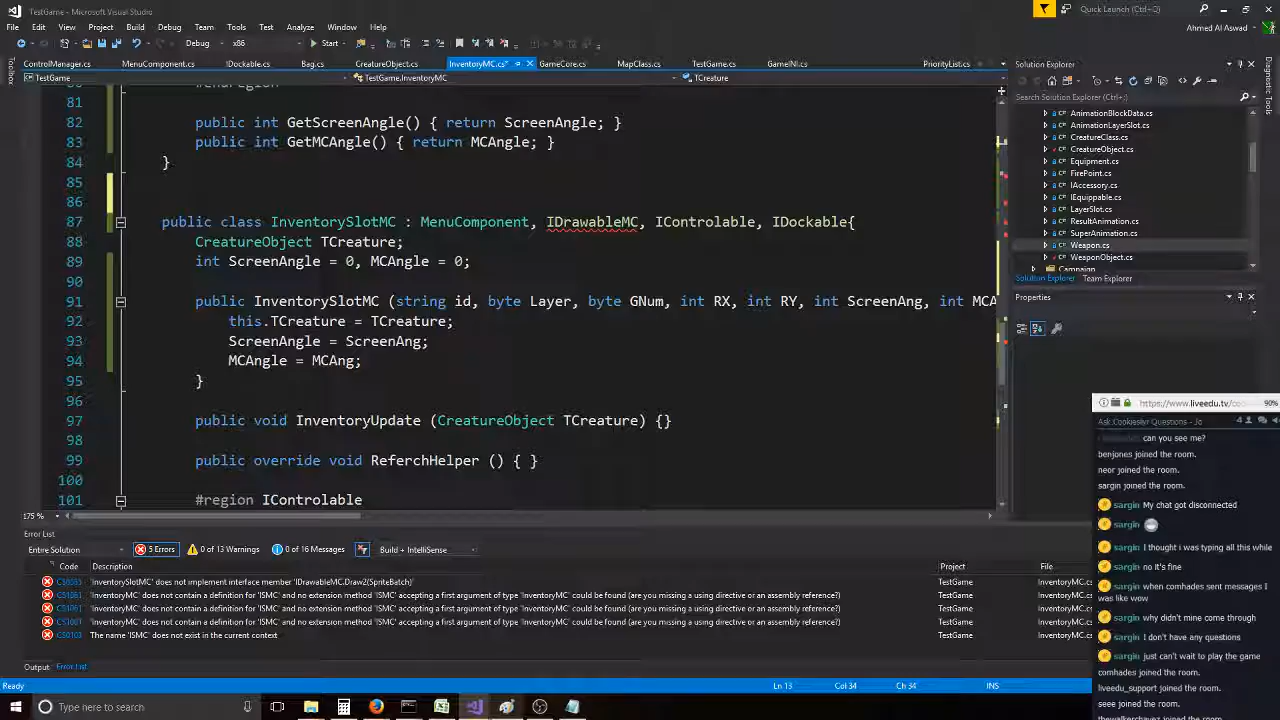 TestGame - Microsoft Visual Studio
Quick Launch (Ctrl+;)
File Edit View Project Build Debug Team Tools Test Analyze Window Help
Ahmed Al Aswad
Debug x86 Start
ControlManager.cs MenuComponent.cs IDockable.cs Bag.cs CreatureObject.cs InventoryMC.cs* GameCore.cs MapClass.cs TestGame.cs GameINI.cs PriorityList.cs
Toolbox
TestGame TestGame.InventoryMC TCreature
81
82 public int GetScreenAngle() { return ScreenAngle; }
83 public int GetMCAngle() { return MCAngle; }
84 }
85
86
87 public class InventorySlotMC : MenuComponent, IDrawableMC, IControlable, IDockable{
88 CreatureObject TCreature;
89 int ScreenAngle = 0, MCAngle = 0;
90
91 public InventorySlotMC (string id, byte Layer, byte GNum, int RX, int RY, int ScreenAng, int MCA
92 this.TCreature = TCreature;
93 ScreenAngle = ScreenAng;
94 MCAngle = MCAng;
95 }
96
97 public void InventoryUpdate (CreatureObject TCreature) {}
98
99 public override void ReferchHelper () { }
100
101 #region IControlable
175 %
Solution Explorer
Search Solution Explorer (Ctrl+;)
AnimationBlockData.cs
AnimationLayerSlot.cs
CreatureClass.cs
CreatureObject.cs
Equipment.cs
FirePoint.cs
IAccessory.cs
IEquippable.cs
LayerSlot.cs
ResultAnimation.cs
SuperAnimation.cs
Weapon.cs
WeaponObject.cs
Campaign
Solution Explorer Team Explorer
Properties
Diagnostic Tools
Error List
Entire Solution 5 Errors 0 of 13 Warnings 0 of 16 Messages Build + IntelliSense
Code Description Project File
'InventorySlotMC' does not implement interface member 'IDrawableMC.Draw2(SpriteBatch)' TestGame InventoryMC.cs
CS1061 'InventoryMC' does not contain a definition for 'ISMC' and no extension method 'ISMC' accepting a first argument of type 'InventoryMC' could be found (are you missing a using directive or an assembly reference?) TestGame InventoryMC.cs
CS1061 'InventoryMC' does not contain a definition for 'ISMC' and no extension method 'ISMC' accepting a first argument of type 'InventoryMC' could be found (are you missing a using directive or an assembly reference?) TestGame InventoryMC.cs
CS1061 'InventoryMC' does not contain a definition for 'ISMC' and no extension method 'ISMC' accepting a first argument of type 'InventoryMC' could be found (are you missing a using directive or an assembly reference?) TestGame InventoryMC.cs
CS0103 The name 'ISMC' does not exist in the current context TestGame InventoryMC.cs
Output Error List
Ready Ln 13 Col 34 Ch 34 INS
Type here to search
https://www.liveedu.tv/co 90%
Questions - Jo 4
can you see me?
benjones joined the room.
neor joined the room.
sargin joined the room.
sargin My chat got disconnected
sargin
sargin I thought i was typing all this while
sargin no it's fine
sargin when comhades sent messages I
was like wow
sargin why didn't mine come through
sargin I don't have any questions
sargin just can't wait to play the game
comhades joined the room.
liveedu_support joined the room.
seee joined the room.